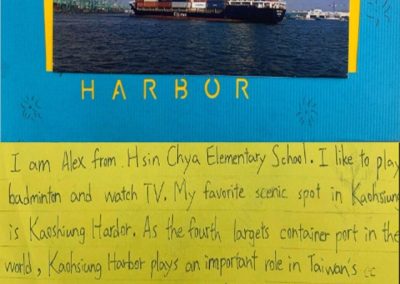 HARBOR
I am Alex from Hsin Chya Elementary School. I like to play
badminton and watch TV. My favorite scenic spot in Kaohsiung
is Kaoshiung Hardor. As the fourth largets container port in the
world, Kaohsiung Harbor plays an important role in Taiwan's ec